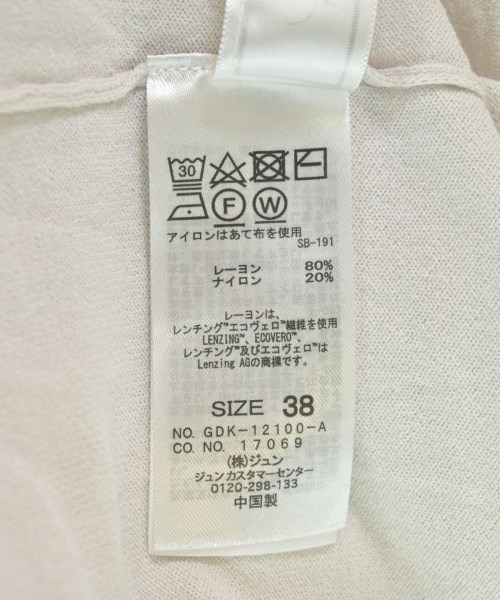 30
F W
アイロンはあて布を使用
SB-191
レーヨン 80%
ナイロン 20%
レーヨンは、
レンチング™エコヴェロ™繊維を使用
LENZING™、ECOVERO™、
レンチング™及びエコヴェロ™は
Lenzing AGの商標です。
SIZE 38
NO. GDK-12100-A
CO. NO. 17069
(株)ジュン
ジュンカスタマーセンター
0120-298-133
中国製